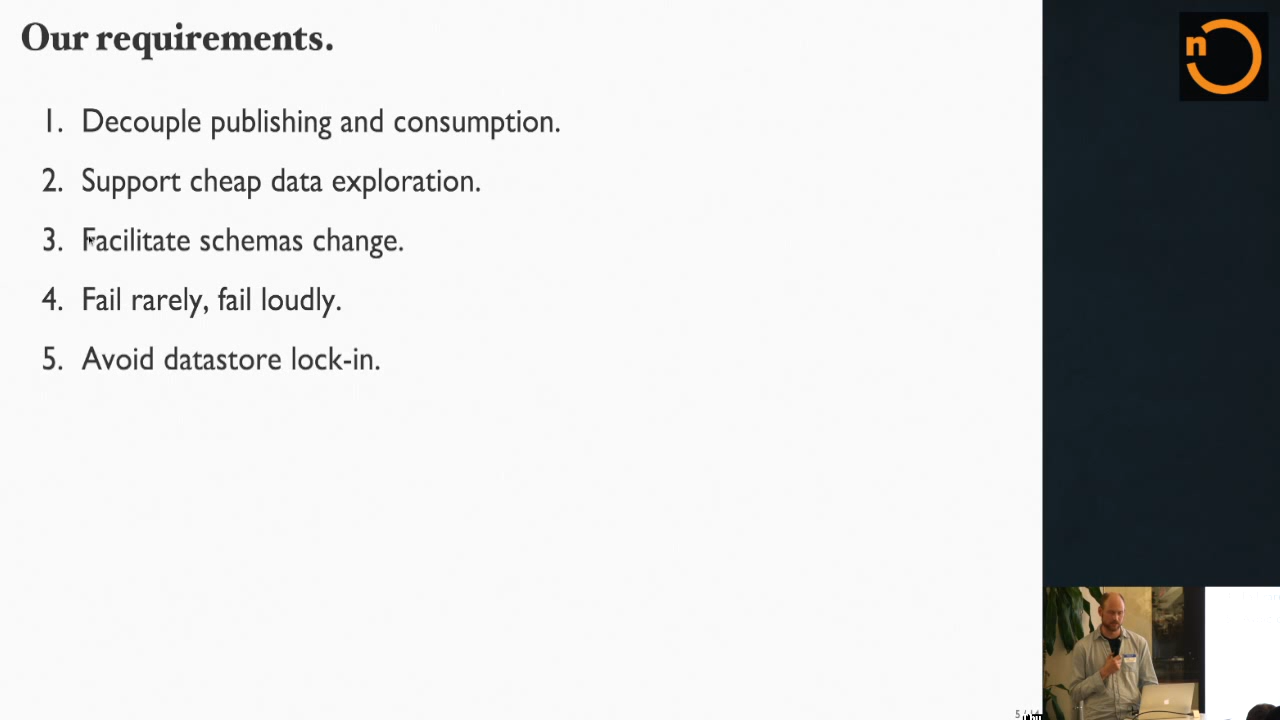 Our requirements.
1. Decouple publishing and consumption.
2. Support cheap data exploration.
3. Facilitate schemas change.
4. Fail rarely, fail loudly.
5. Avoid datastore lock-in.
n